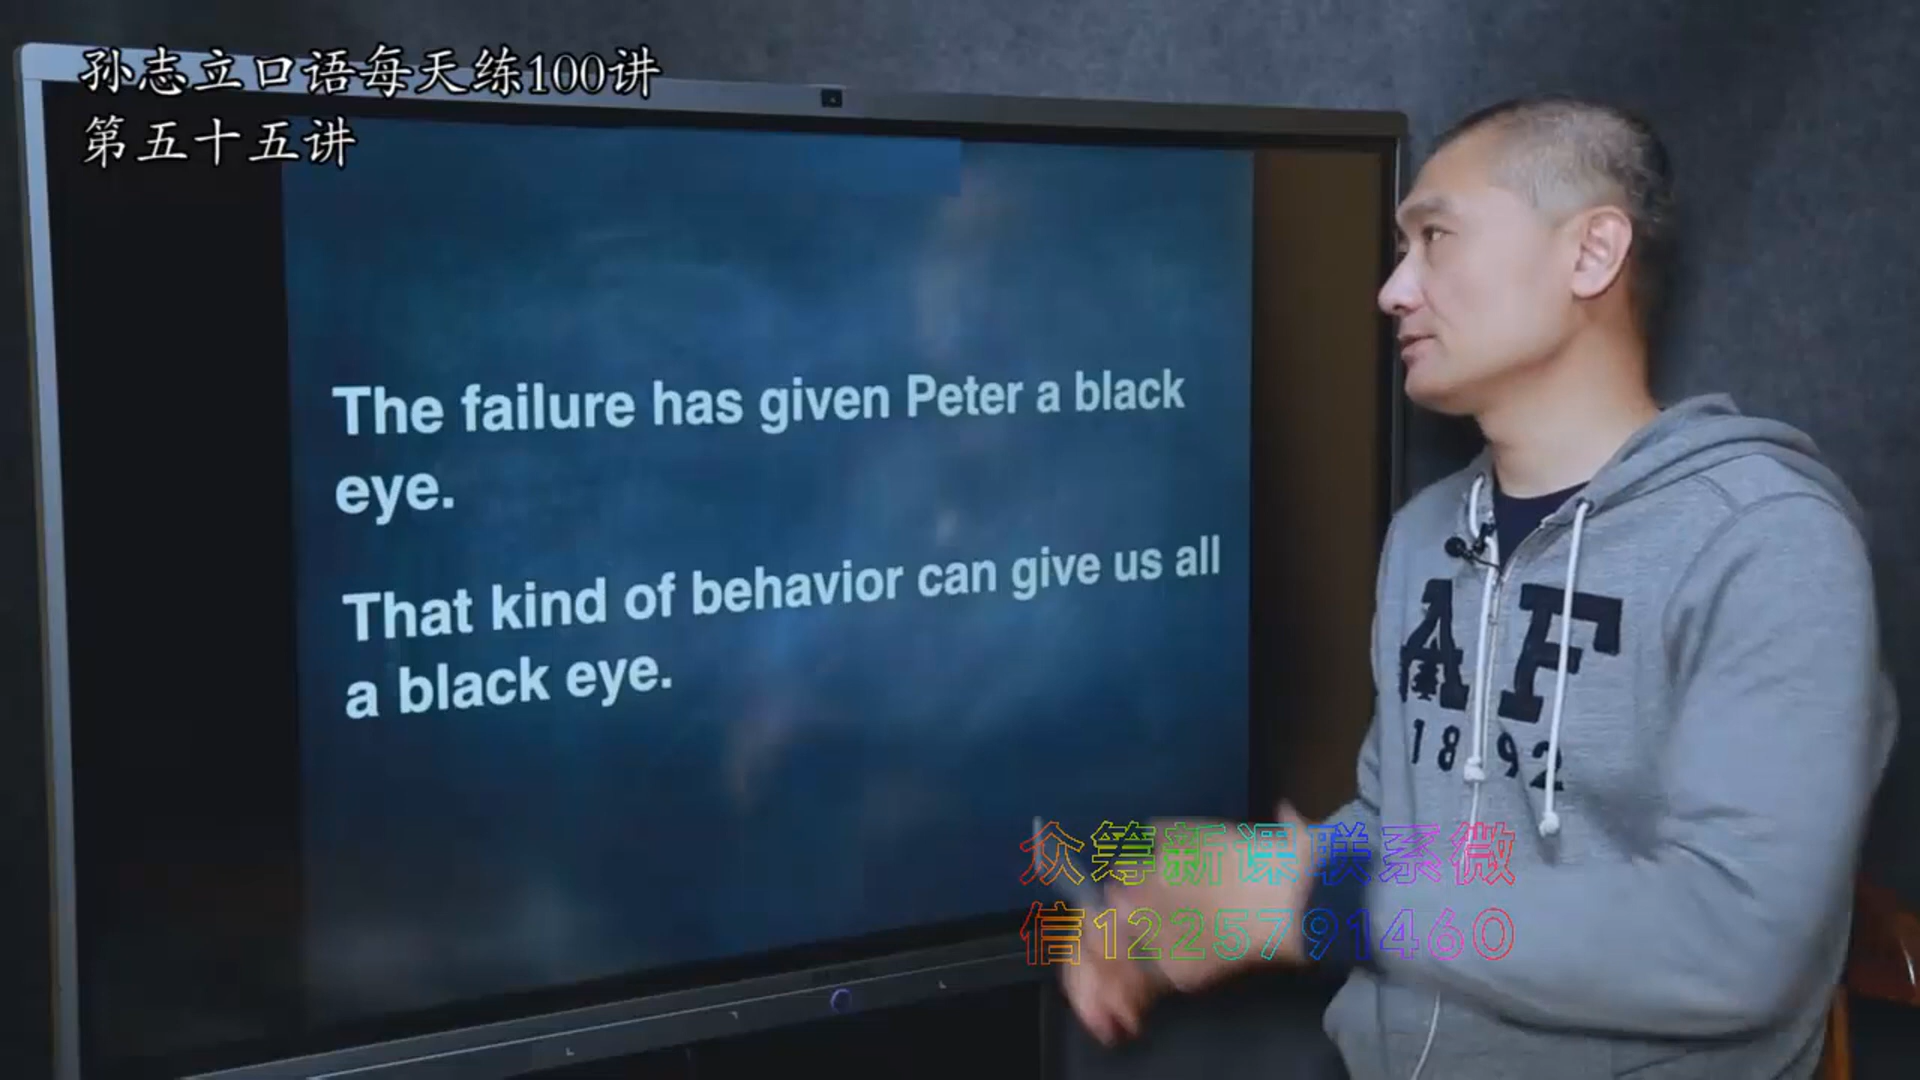 孙志立口语每天练100讲
第五十五讲
The failure has given Peter a black
eye.
That kind of behavior can give us all
a black eye.
AF
1892
众筹新课联系微
信1225791460